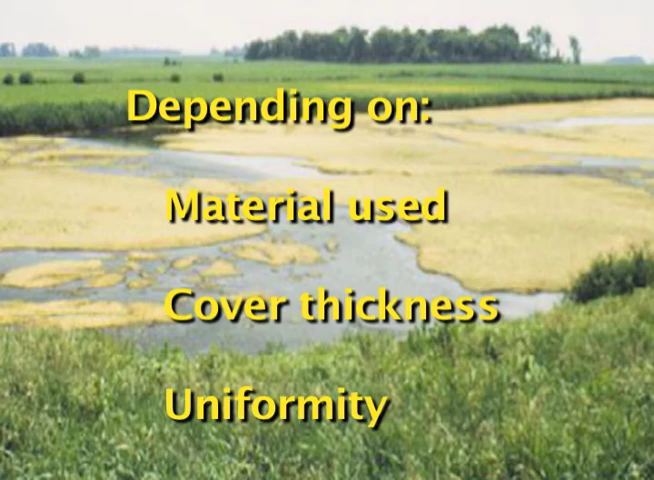 Depending on:
Material used
Cover thickness
Uniformity